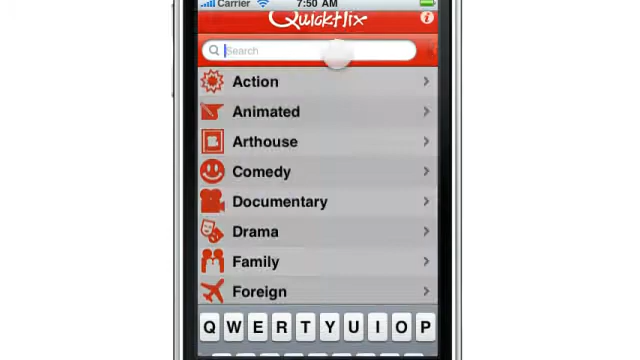 Carrier 7:50 AM
Quickflix
Search
Action
Animated
Arthouse
Comedy
Documentary
Drama
Family
Foreign
Q W E R T Y U I O P